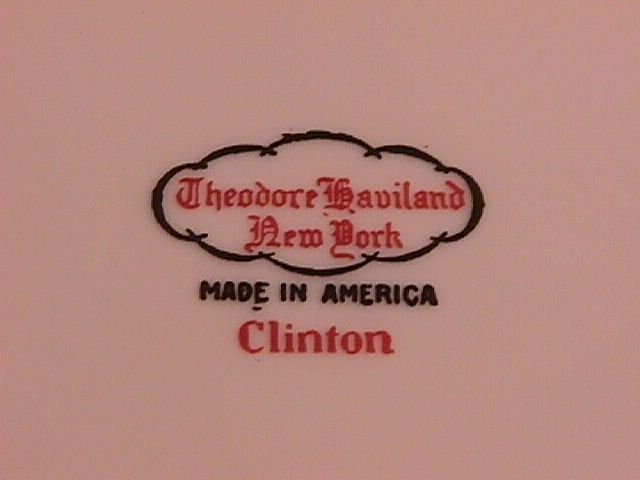 Theodore Haviland
New York
MADE IN AMERICA
Clinton